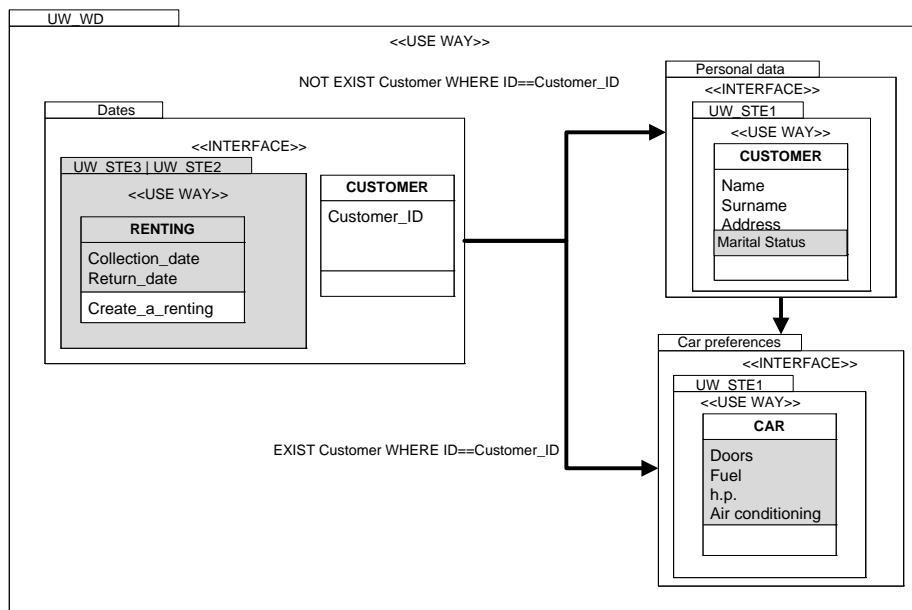 UW_WD
<<USE WAY>>
NOT EXIST Customer WHERE ID==Customer_ID
Dates
<<INTERFACE>>
UW_STE3 | UW_STE2
<<USE WAY>>
RENTING
Collection_date
Return_date
Create_a_renting
CUSTOMER
Customer_ID
Personal data
<<INTERFACE>>
UW_STE1
<<USE WAY>>
CUSTOMER
Name
Surname
Address
Marital Status
EXIST Customer WHERE ID==Customer_ID
Car preferences
<<INTERFACE>>
UW_STE1
<<USE WAY>>
CAR
Doors
Fuel
h.p.
Air conditioning